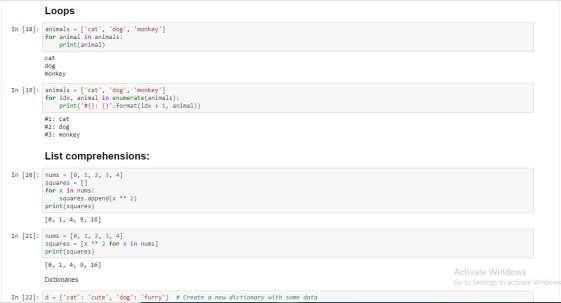 Loops
In [18]: animals = ['cat', 'dog', 'monkey']
for animal in animals:
    print(animal)
cat
dog
monkey
In [19]: animals = ['cat', 'dog', 'monkey']
for idx, animal in enumerate(animals):
    print('#{}: {}'.format(idx + 1, animal))
#1: cat
#2: dog
#3: monkey
List comprehensions:
In [20]: nums = [0, 1, 2, 3, 4]
squares = []
for x in nums:
    squares.append(x ** 2)
print(squares)
[0, 1, 4, 9, 16]
In [21]: nums = [0, 1, 2, 3, 4]
squares = [x ** 2 for x in nums]
print(squares)
[0, 1, 4, 9, 16]
Dictionaries
Activate Windows
Go to Settings to activate Windows
In [22]: d = {'cat': 'cute', 'dog': 'furry'}  # Create a new dictionary with some data